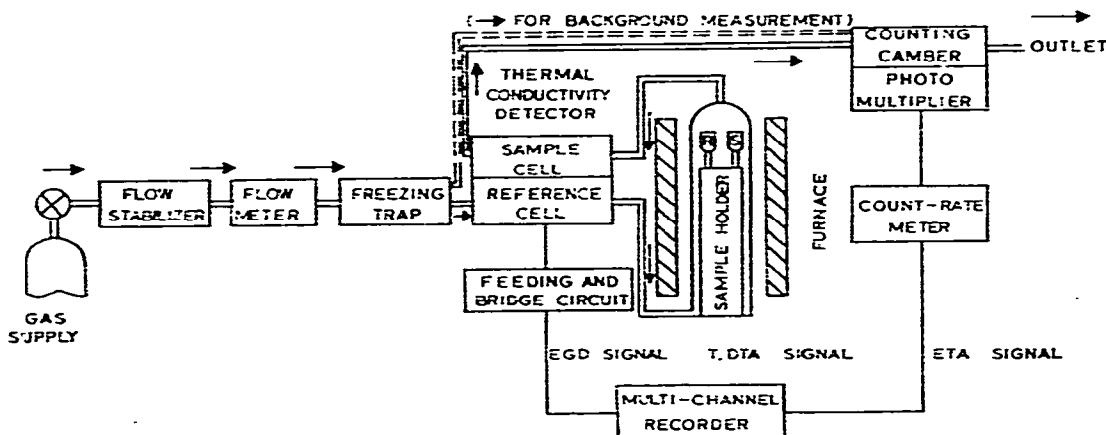 (→ FOR BACKGROUND MEASUREMENT)
COUNTING
CAMBER
OUTLET
PHOTO
MULTIPLIER
THERMAL
CONDUCTIVITY
DETECTOR
SAMPLE
CELL
REFERENCE
CELL
FLOW
STABILIZER
FLOW
METER
FREEZING
TRAP
SAMPLE HOLDER
FURNACE
COUNT-RATE
METER
FEEDING AND
BRIDGE CIRCUIT
GAS
SUPPLY
EGD SIGNAL T,DTA SIGNAL ETA SIGNAL
MULTI-CHANNEL
RECORDER